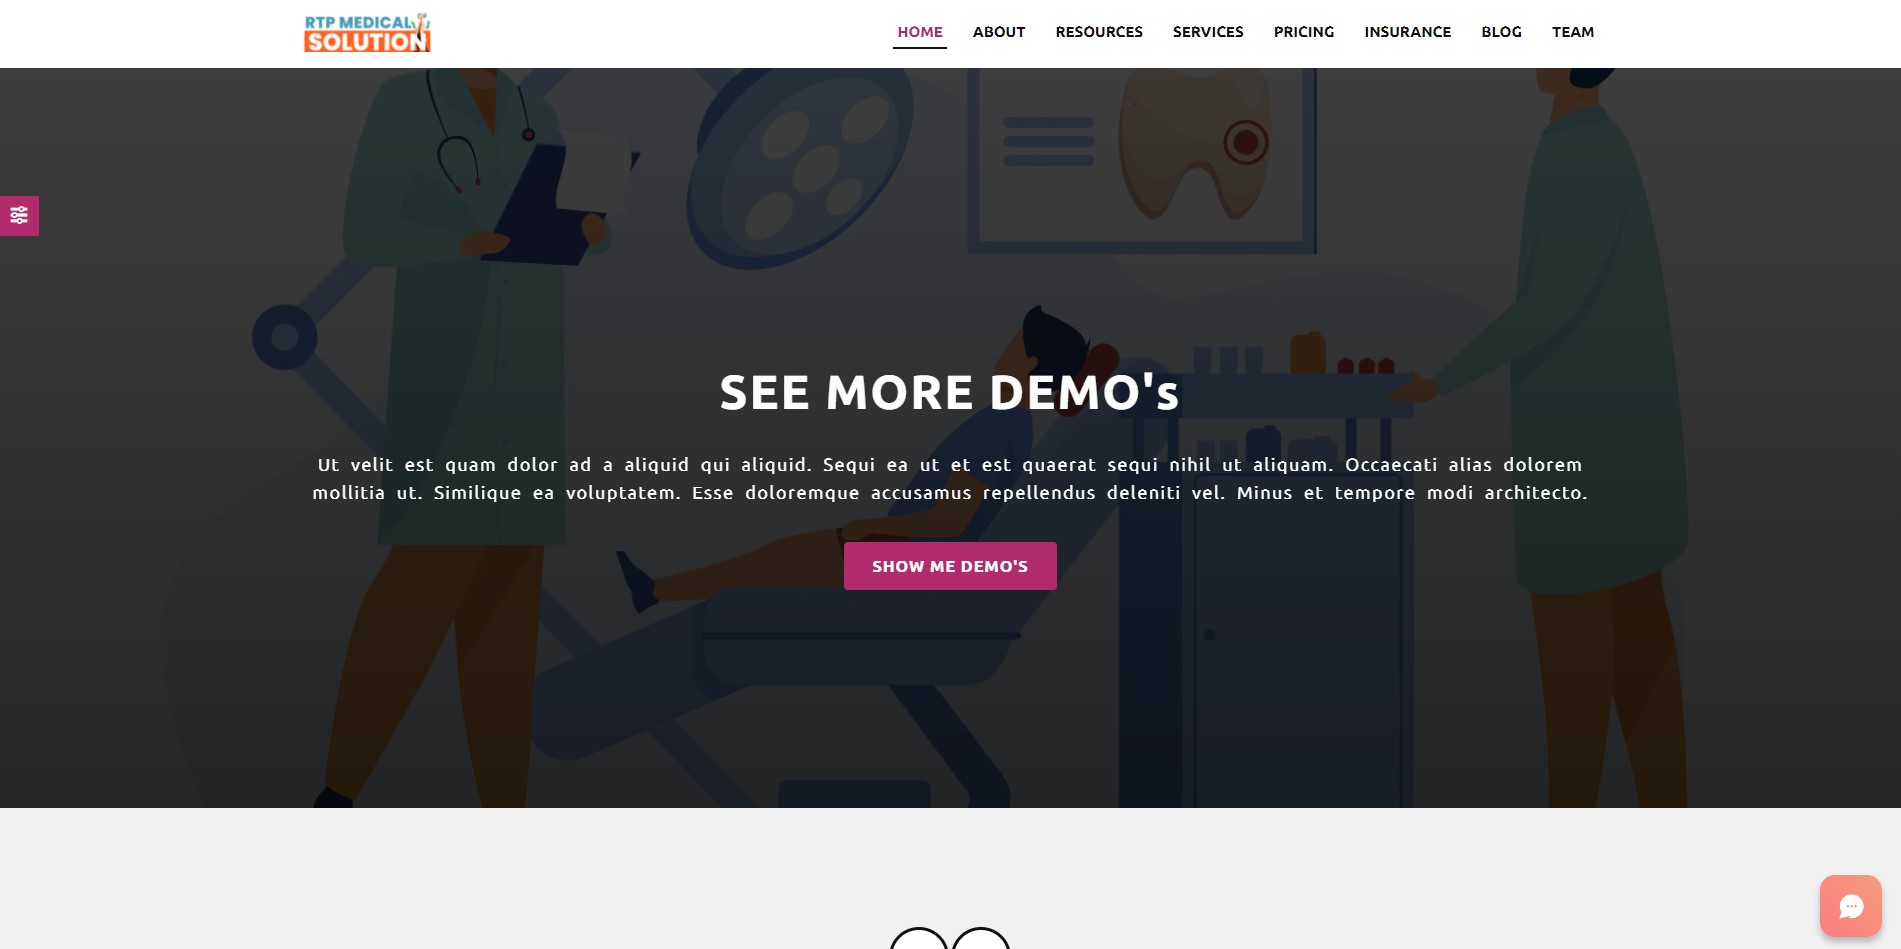 RTP MEDICAL
SOLUTION
HOME ABOUT RESOURCES SERVICES PRICING INSURANCE BLOG TEAM
SEE MORE DEMO's
Ut velit est quam dolor ad a aliquid qui aliquid. Sequi ea ut et est quaerat sequi nihil ut aliquam. Occaecati alias dolorem
mollitia ut. Similique ea voluptatem. Esse doloremque accusamus repellendus deleniti vel. Minus et tempore modi architecto.
SHOW ME DEMO'S